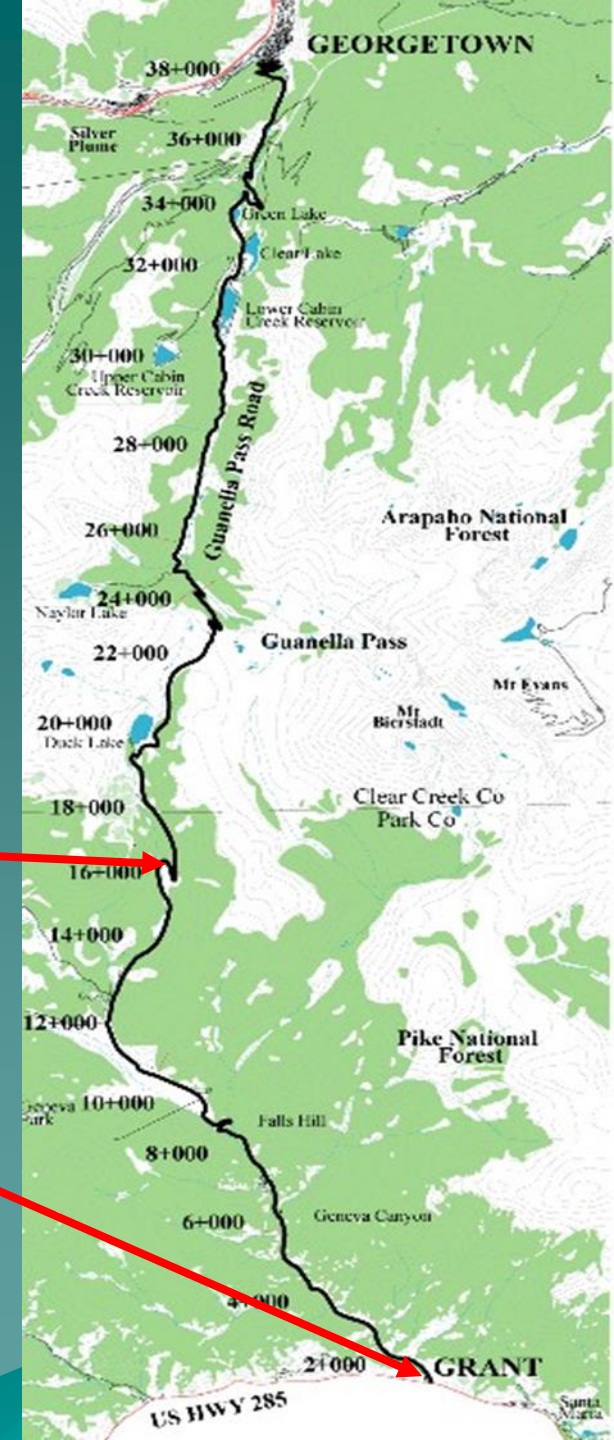 GEORGETOWN
38+000
Silver
Plume
36+000
34+000
Green Lake
Clear Lake
32+000
Lower Cabin
Creek Reservoir
30+000
Upper Cabin
Creek Reservoir
Guanella Pass Road
28+000
Arapaho National
Forest
26+000
24+000
Naylor Lake
Guanella Pass
22+000
Mt Evans
Mt
Bierstadt
20+000
Duck Lake
Clear Creek Co
Park Co
18+000
16+000
14+000
12+000
Pike National
Forest
10+000
Geneva
Park
Falls Hill
8+000
Geneva Canyon
6+000
4+000
2+000
GRANT
US HWY 285
Santa
Maria